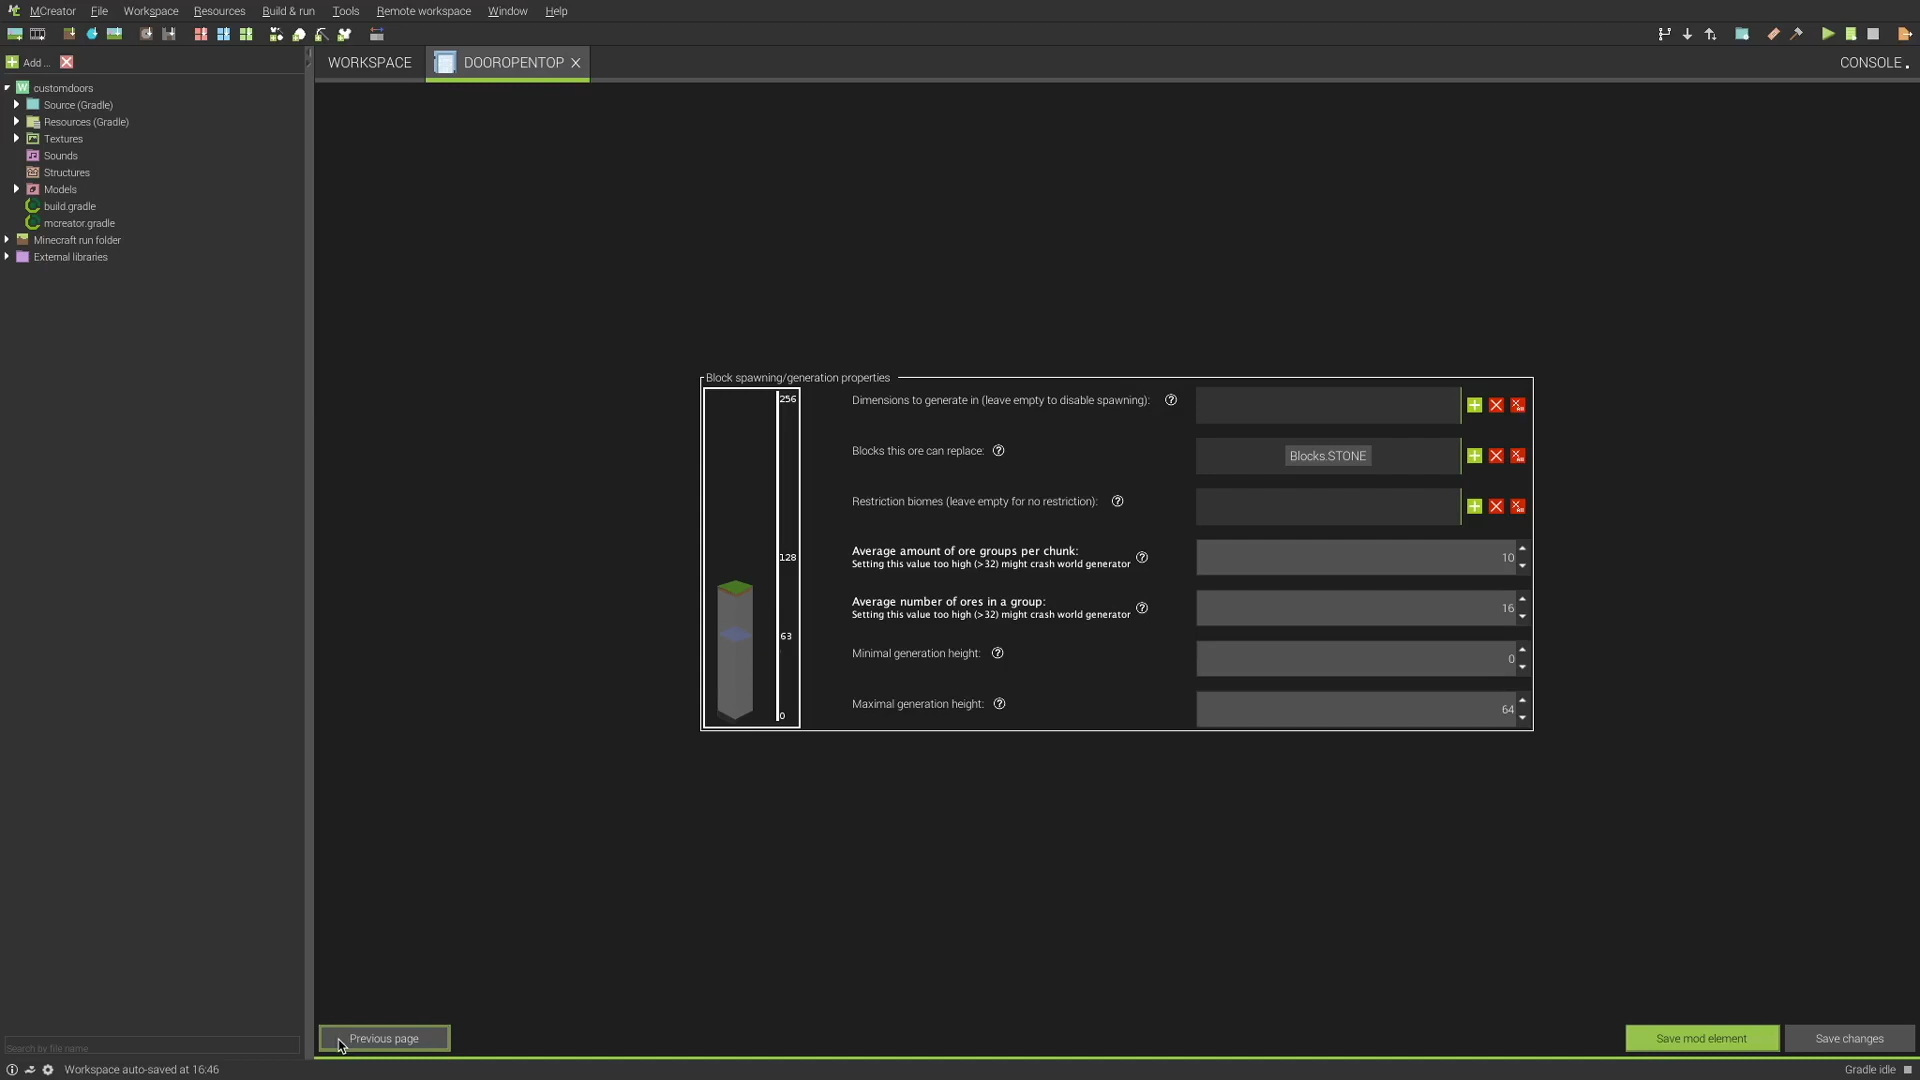 MCreator File Workspace Resources Build & run Tools Remote workspace Window Help
Add...
WORKSPACE
DOOROPENTOP
CONSOLE
W customdoors
Source (Gradle)
Resources (Gradle)
Textures
Sounds
Structures
Models
build.gradle
mcreator.gradle
Minecraft run folder
External libraries
Block spawning/generation properties
256
128
63
0
Dimensions to generate in (leave empty to disable spawning):
Blocks this ore can replace:
Blocks.STONE
Restriction biomes (leave empty for no restriction):
Average amount of ore groups per chunk:
Setting this value too high (>32) might crash world generator
10
Average number of ores in a group:
Setting this value too high (>32) might crash world generator
16
Minimal generation height:
0
Maximal generation height:
64
Previous page
Save mod element
Save changes
Search by file name
Workspace auto-saved at 16:46
Gradle idle